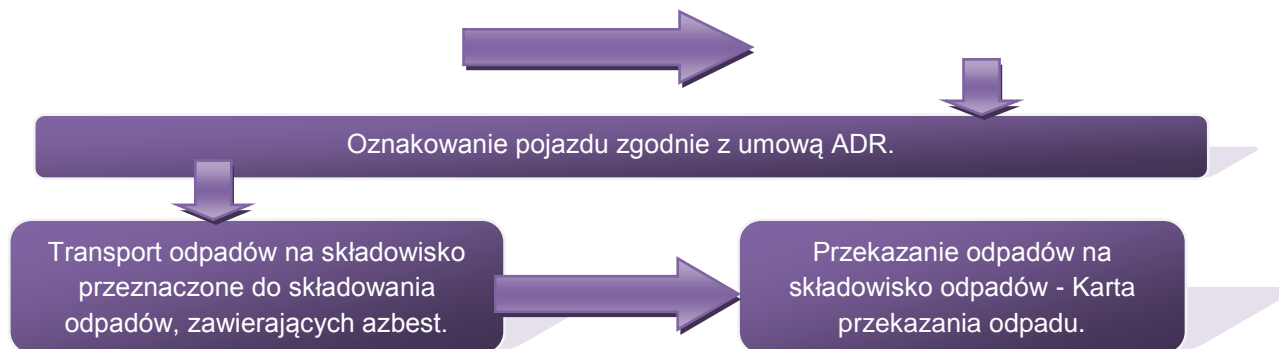 Oznakowanie pojazdu zgodnie z umową ADR.
Transport odpadów na składowisko
przeznaczone do składowania
odpadów, zawierających azbest.
Przekazanie odpadów na
składowisko odpadów - Karta
przekazania odpadu.